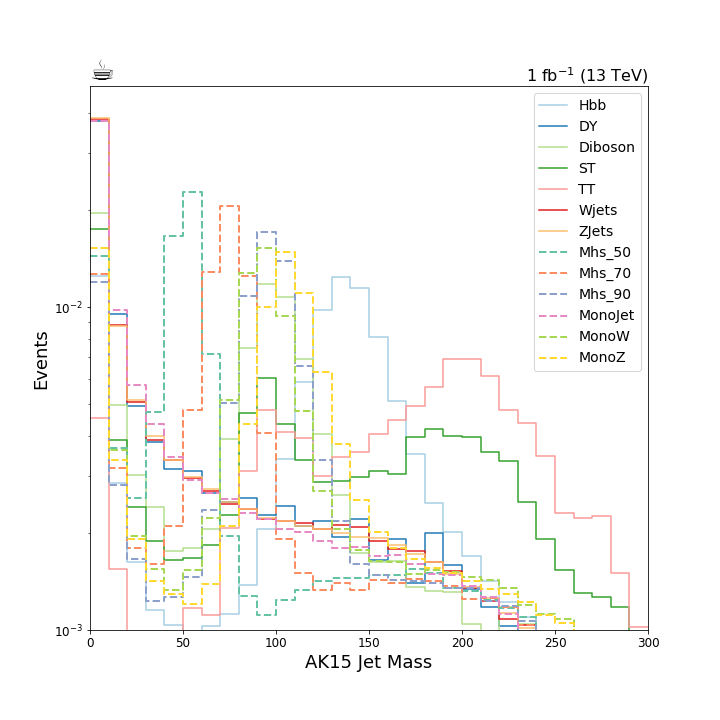 ☕
1 fb⁻¹ (13 TeV)
Hbb
DY
Diboson
ST
TT
Wjets
ZJets
Mhs_50
Mhs_70
Mhs_90
MonoJet
MonoW
MonoZ
Events
10⁻²
10⁻³
0 50 100 150 200 250 300
AK15 Jet Mass